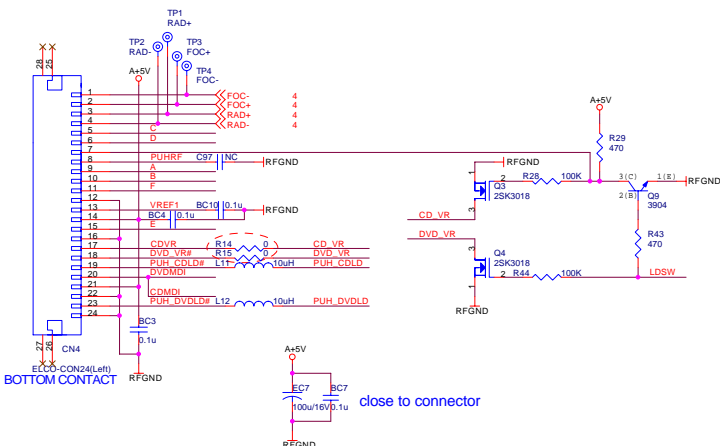 TP1
RAD+
TP2
RAD-
TP3
FOC+
TP4
FOC-
A+5V
28
25
1
2
3
4
5
6
7
8
9
10
11
12
13
14
15
16
17
18
19
20
21
22
23
24
27
26
FOC- 4
FOC+ 4
RAD+ 4
RAD- 4
C
D
PUHRF C97 NC RFGND
A
B
F
VREF1 BC10 0.1u RFGND
BC4 0.1u
E
CDVR R14 0 CD_VR
DVD_VR# R15 0 DVD_VR
PUH_CDLD# L11 10uH PUH_CDLD
DVDMDI
CDMDI
PUH_DVDLD# L12 10uH PUH_DVDLD
BC3
0.1u
RFGND
CN4
ELCO-CON24(Left)
BOTTOM CONTACT
A+5V
EC7
100u/16V
BC7
0.1u
RFGND
close to connector
A+5V
R29
470
RFGND
1
Q3
2SK3018
2
3
R28 100K
3(C)
1(E)
RFGND
2(B)
Q9
3904
CD_VR
DVD_VR
R43
470
3
Q4
2SK3018
2
1
R44 100K
LDSW
RFGND